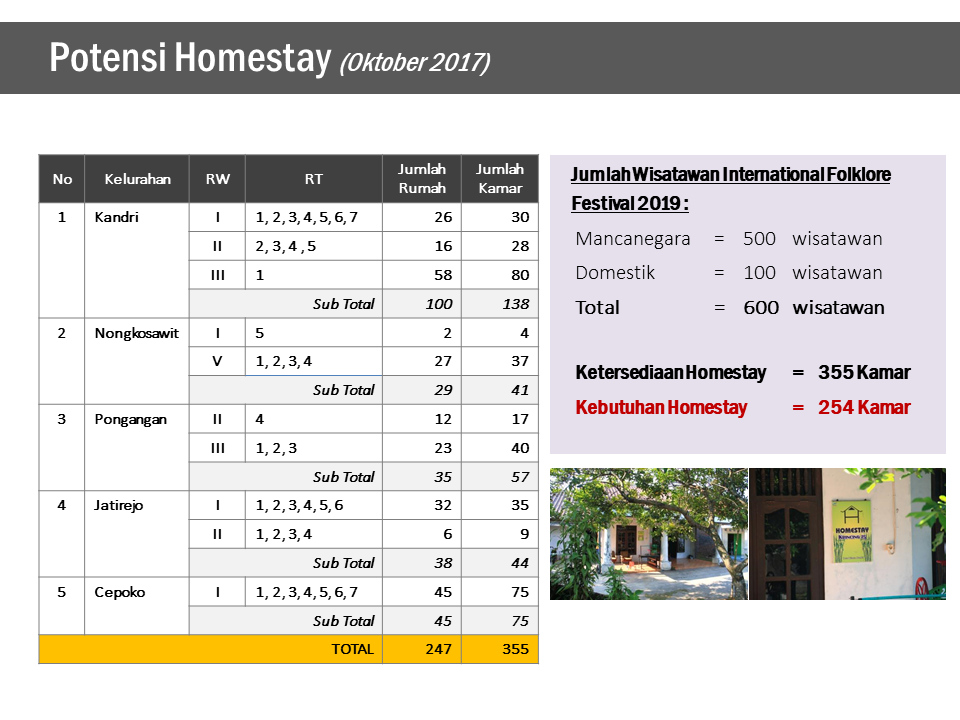 Potensi Homestay (Oktober 2017)
No Kelurahan RW RT Jumlah Rumah Jumlah Kamar
1 Kandri I 1, 2, 3, 4, 5, 6, 7 26 30
II 2, 3, 4 , 5 16 28
III 1 58 80
Sub Total 100 138
2 Nongkosawit I 5 2 4
V 1, 2, 3, 4 27 37
Sub Total 29 41
3 Pongangan II 4 12 17
III 1, 2, 3 23 40
Sub Total 35 57
4 Jatirejo I 1, 2, 3, 4, 5, 6 32 35
II 1, 2, 3, 4 6 9
Sub Total 38 44
5 Cepoko I 1, 2, 3, 4, 5, 6, 7 45 75
Sub Total 45 75
TOTAL 247 355
Jumlah Wisatawan International Folklore
Festival 2019 :
Mancanegara = 500 wisatawan
Domestik = 100 wisatawan
Total = 600 wisatawan
Ketersediaan Homestay = 355 Kamar
Kebutuhan Homestay = 254 Kamar
HOMESTAY